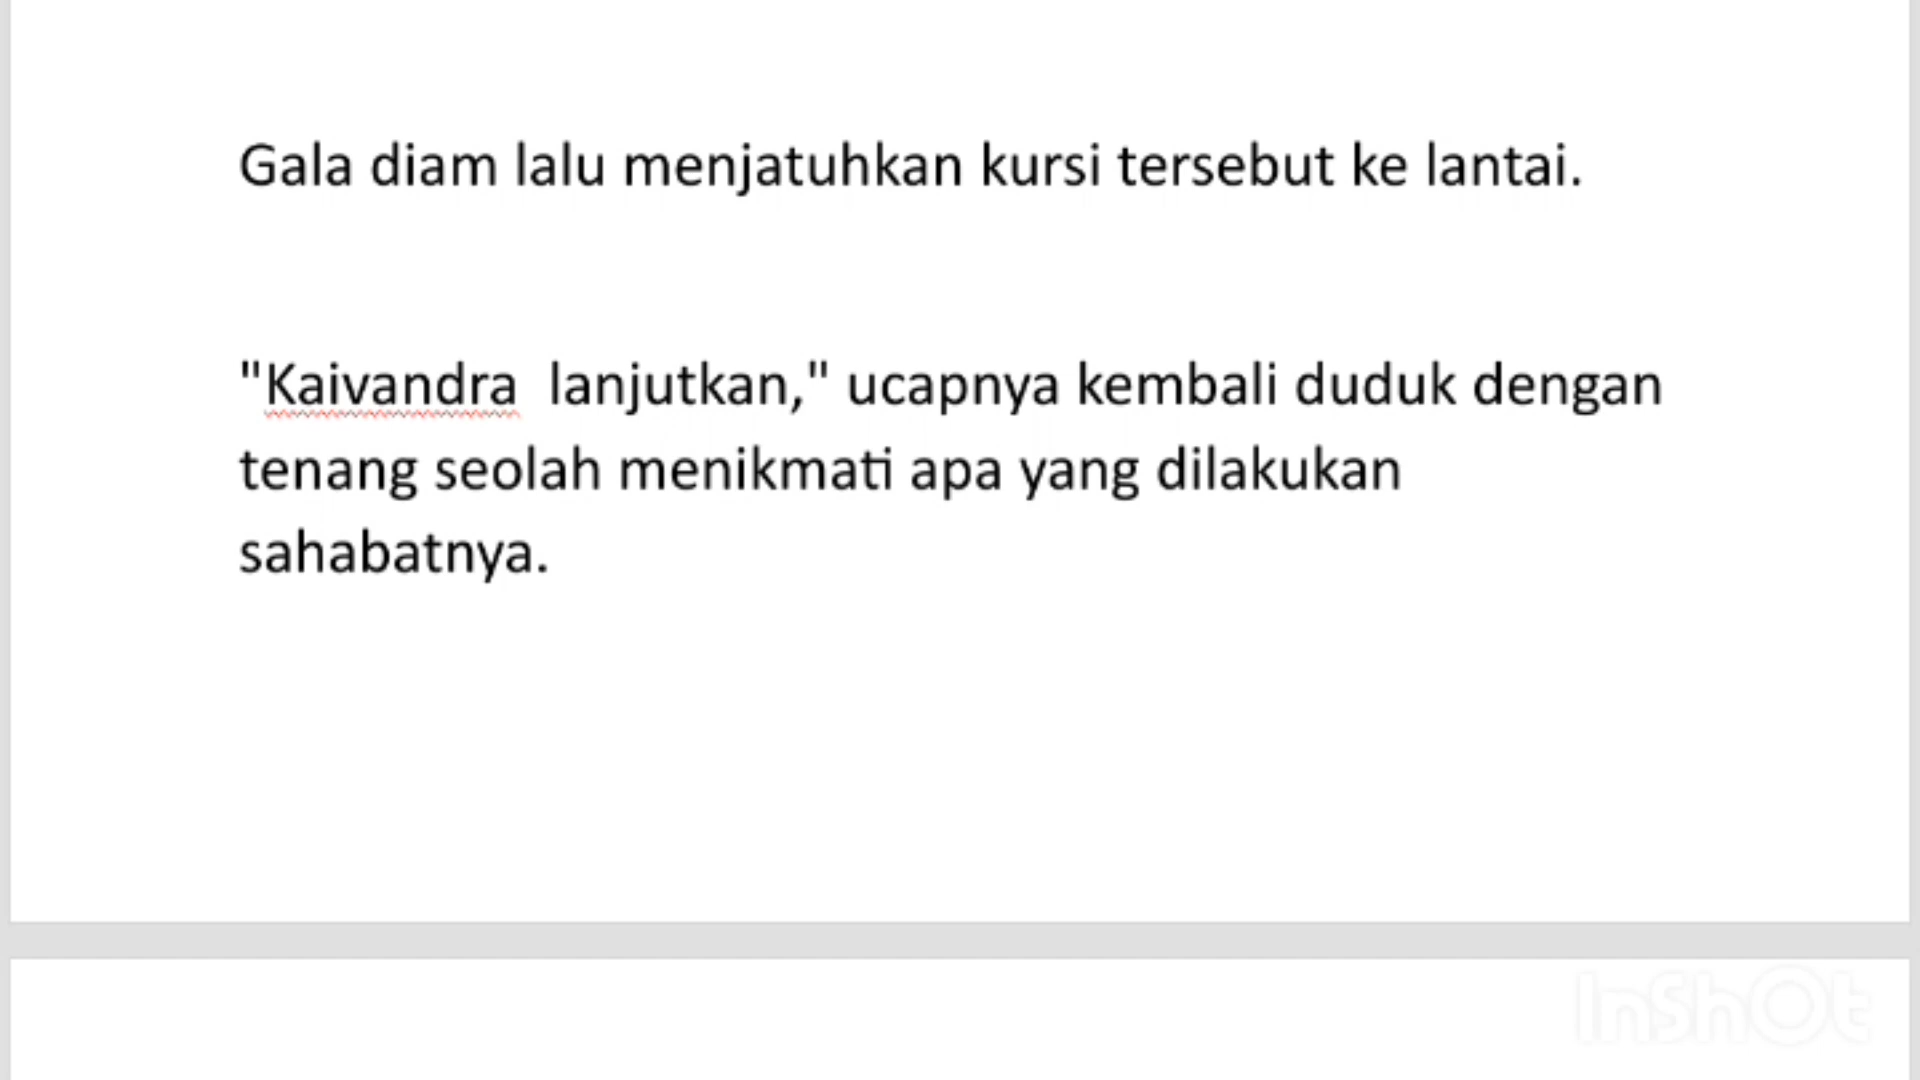 Gala diam lalu menjatuhkan kursi tersebut ke lantai.
"Kaivandra  lanjutkan," ucapnya kembali duduk dengan
tenang seolah menikmati apa yang dilakukan
sahabatnya.
InShOt